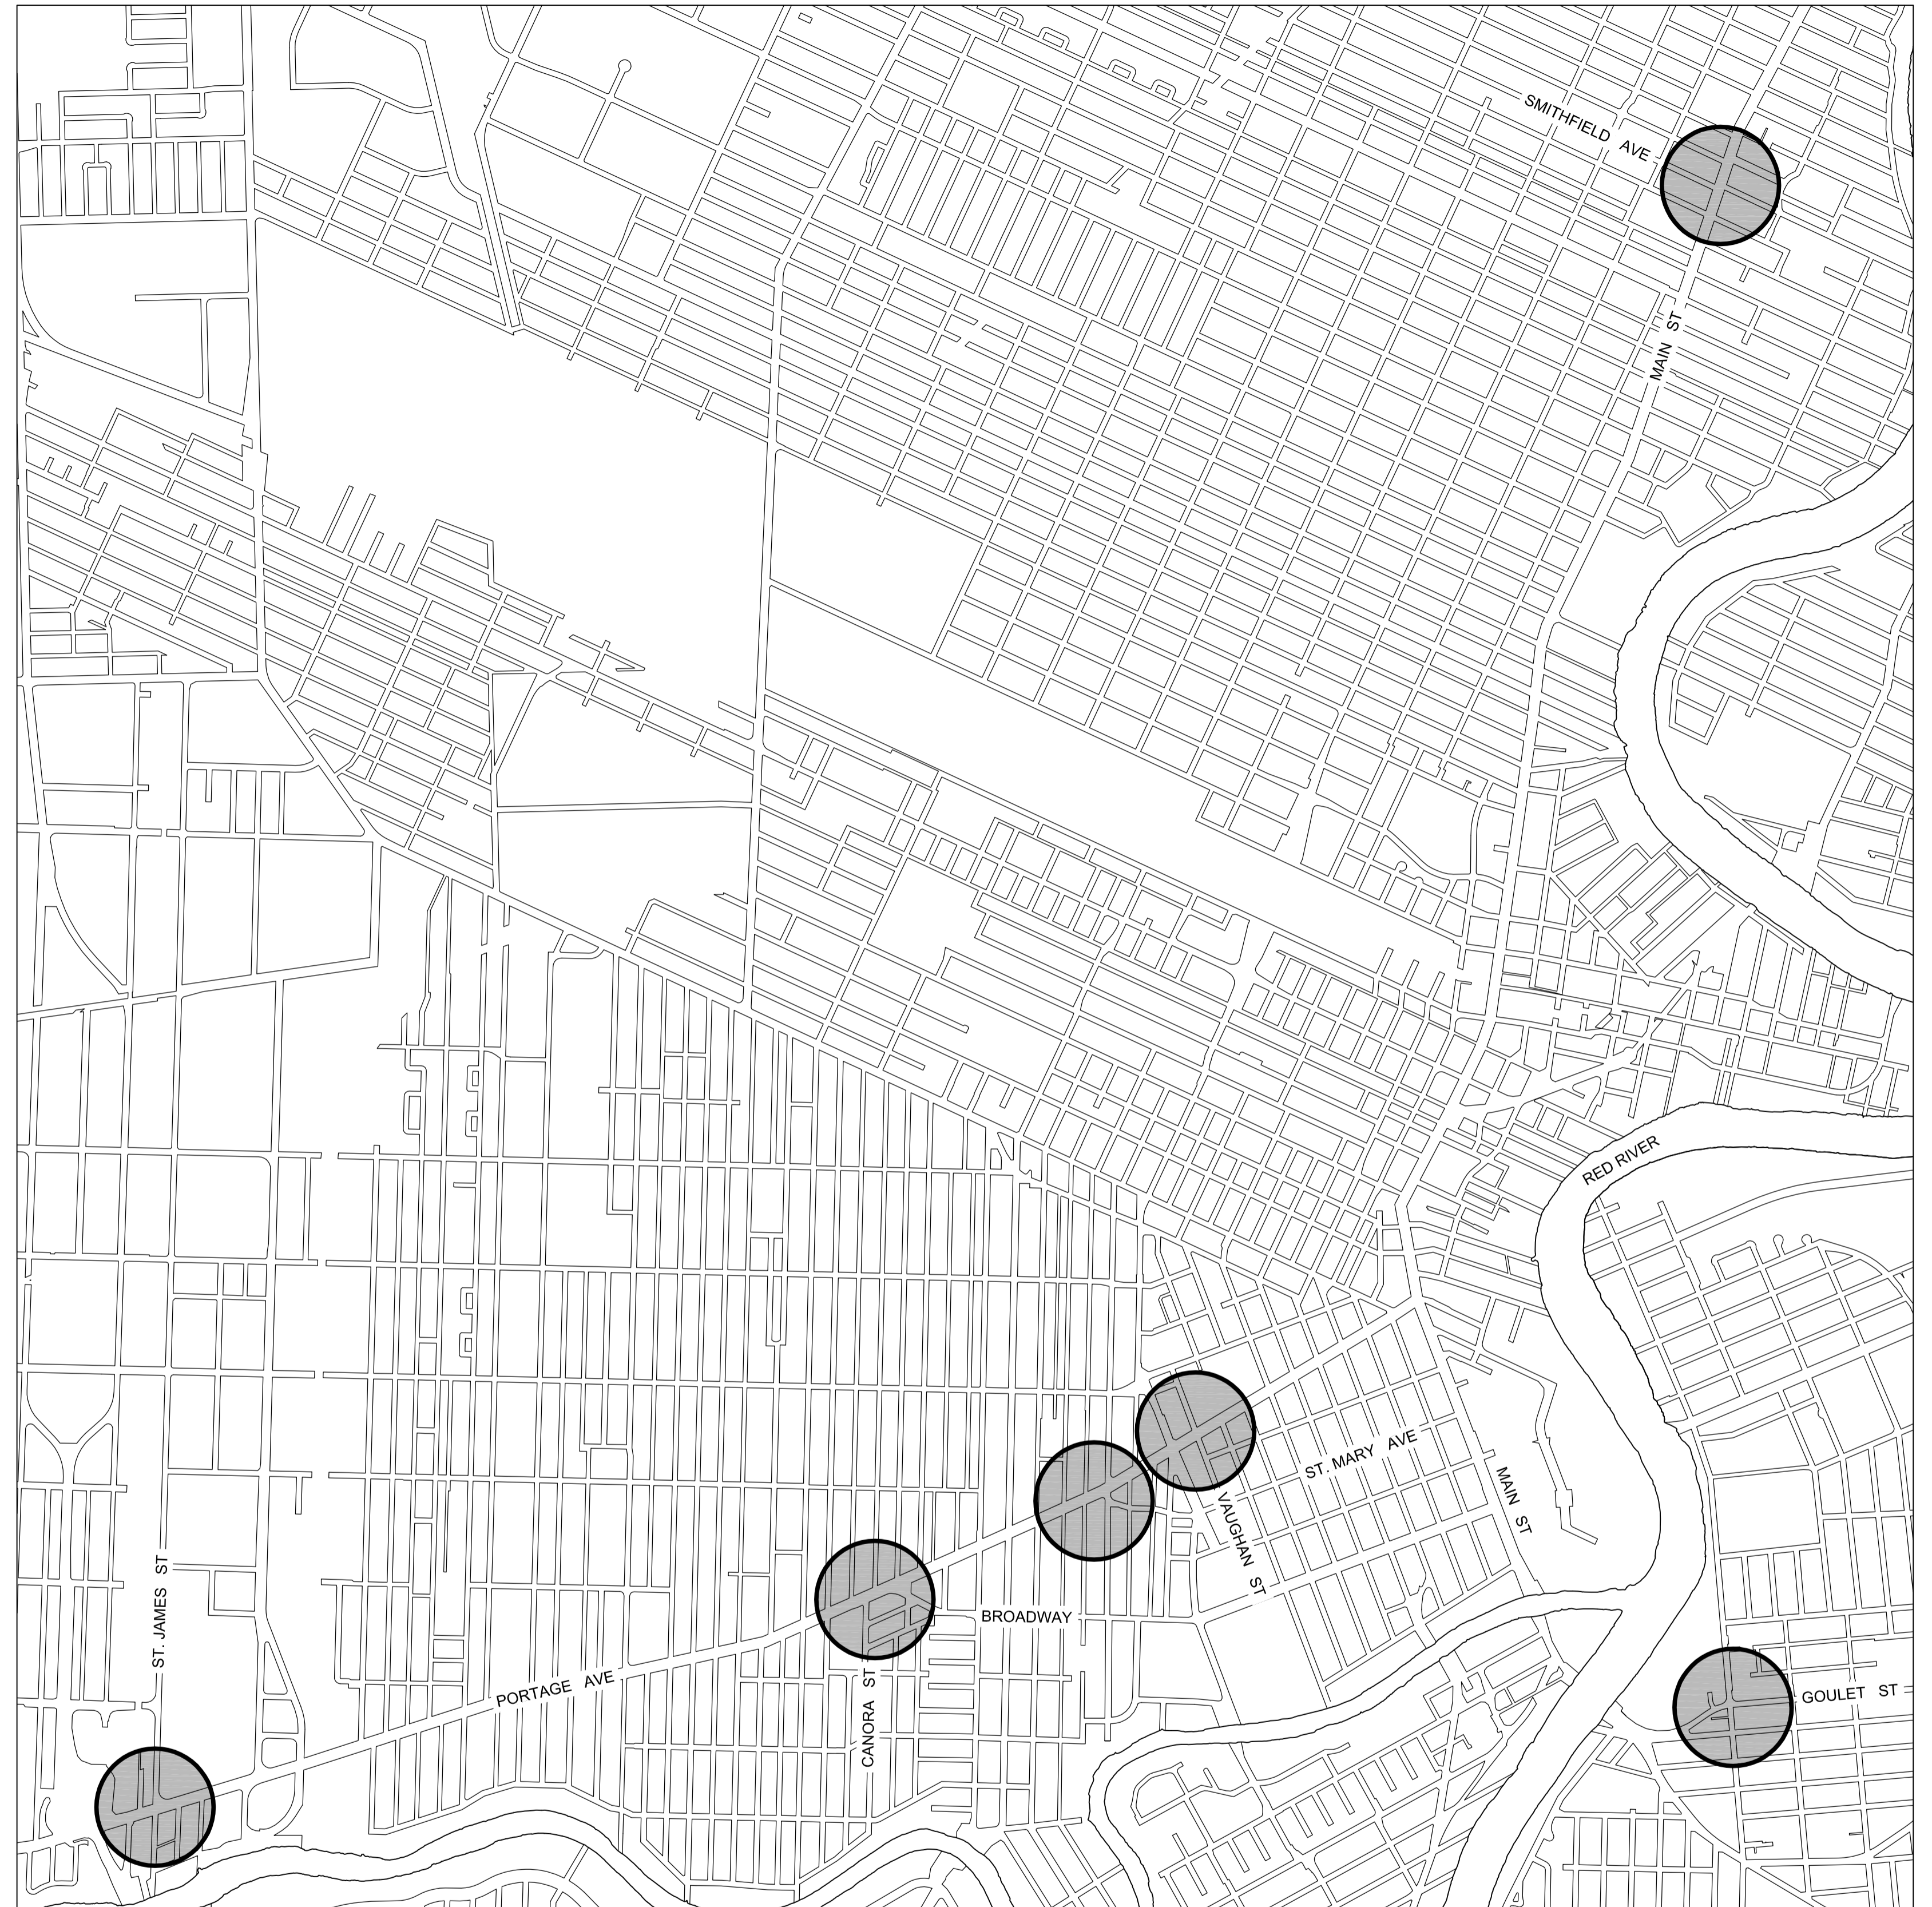 SMITHFIELD AVE
MAIN ST
RED RIVER
ST. MARY AVE
MAIN ST
VAUGHAN ST
ST. JAMES ST
BROADWAY
PORTAGE AVE
CANORA ST
GOULET ST